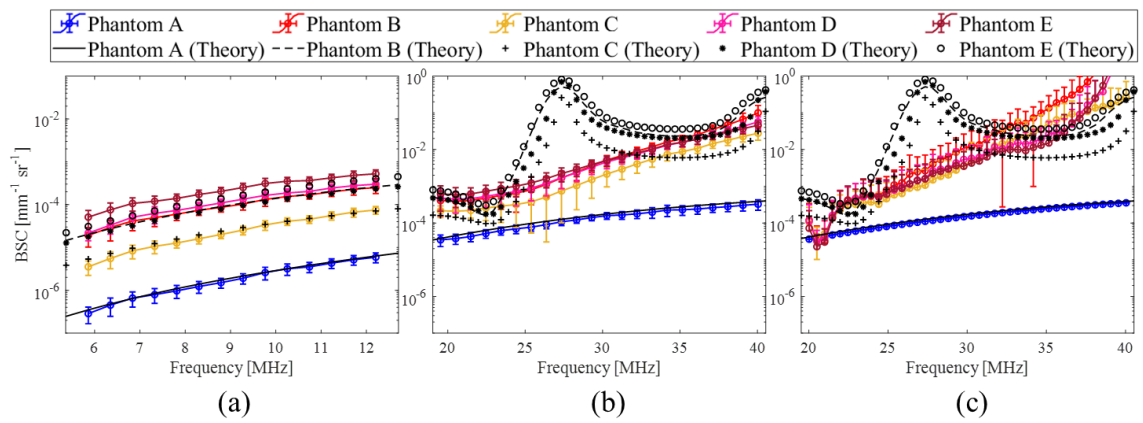 Phantom A Phantom B Phantom C Phantom D Phantom E
Phantom A (Theory) Phantom B (Theory) Phantom C (Theory) Phantom D (Theory) Phantom E (Theory)
BSC [mm⁻¹ sr⁻¹]
10⁻²
10⁻⁴
10⁻⁶
6 7 8 9 10 11 12
Frequency [MHz]
(a)
10⁰
10⁻²
10⁻⁴
10⁻⁶
20 25 30 35 40
Frequency [MHz]
(b)
10⁰
10⁻²
10⁻⁴
10⁻⁶
20 25 30 35 40
Frequency [MHz]
(c)